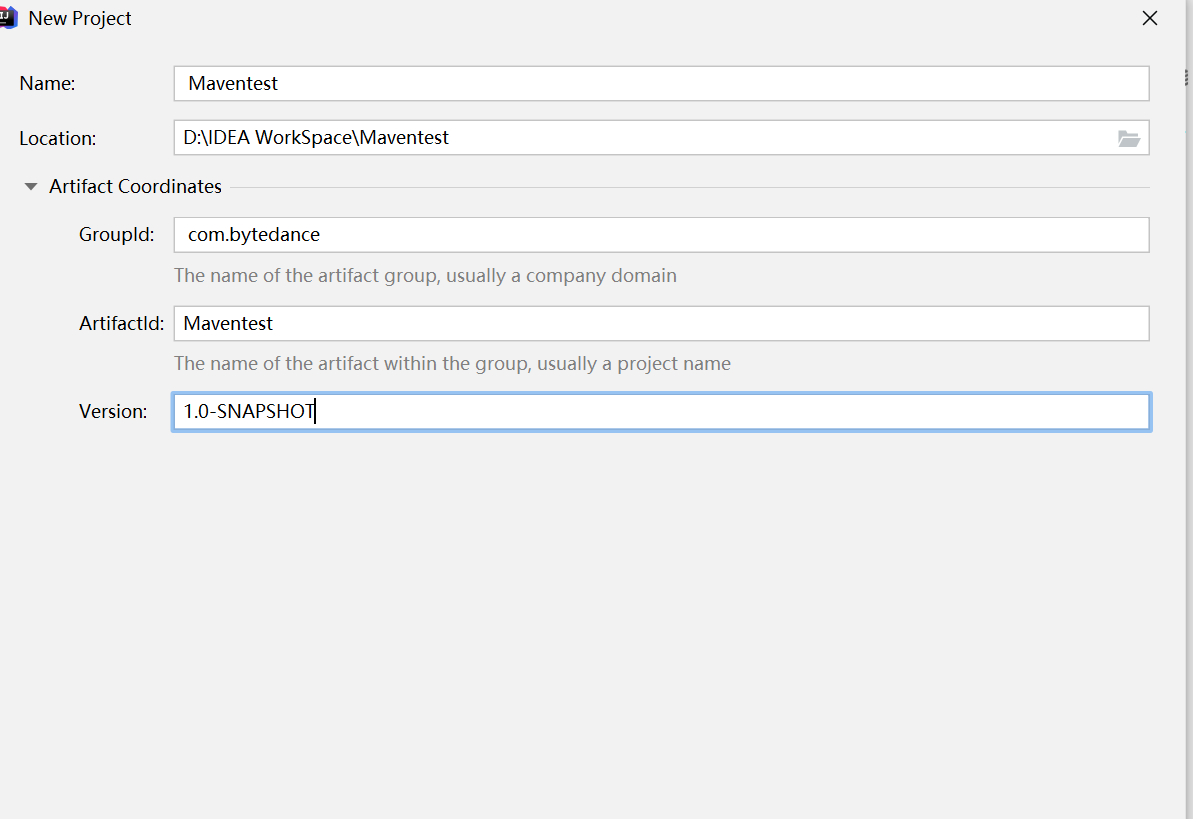 New Project
Name: Maventest
Location: D:\IDEA WorkSpace\Maventest
Artifact Coordinates
GroupId: com.bytedance
The name of the artifact group, usually a company domain
ArtifactId: Maventest
The name of the artifact within the group, usually a project name
Version: 1.0-SNAPSHOT